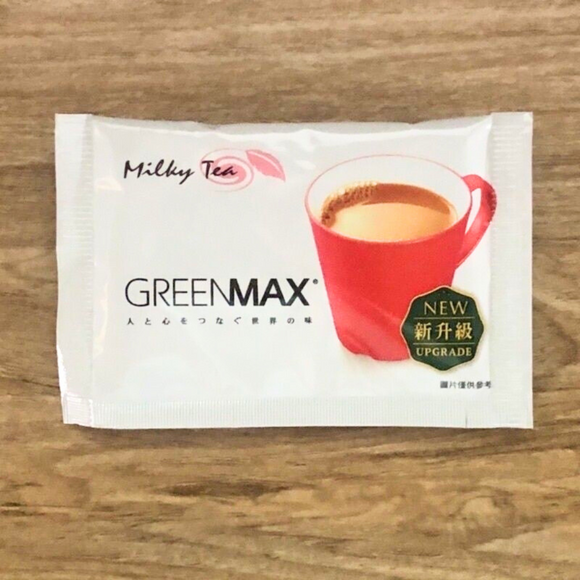 Milky Tea
GREENMAX®
人と心をつなぐ世界の味
NEW
新升級
UPGRADE
圖片僅供參考